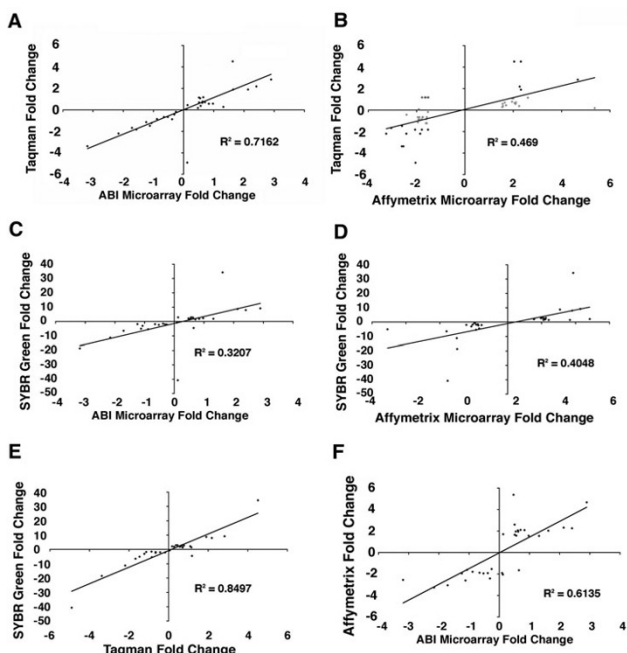 A
Taqman Fold Change
6
4
2
0
-2
-4
-6
R² = 0.7162
-4 -3 -2 -1 0 1 2 3 4
ABI Microarray Fold Change
B
Taqman Fold Change
6
4
2
0
-2
-4
-6
R² = 0.469
-4 -2 0 2 4 6
Affymetrix Microarray Fold Change
C
SYBR Green Fold Change
40
30
20
10
0
-10
-20
-30
-40
-50
R² = 0.3207
-4 -3 -2 -1 0 1 2 3 4
ABI Microarray Fold Change
D
SYBR Green Fold Change
40
30
20
10
0
-10
-20
-30
-40
-50
R² = 0.4048
-4 -2 0 2 4 6
Affymetrix Microarray Fold Change
E
SYBR Green Fold Change
40
30
20
10
0
-10
-20
-30
-40
-50
R² = 0.8497
6 -4 -2 0 2 4 6
Taqman Fold Change
F
Affymetrix Fold Change
6
4
2
0
-2
-4
-6
R² = 0.6135
-4 -3 -2 -1 0 1 2 3 4
ABI Microarray Fold Change